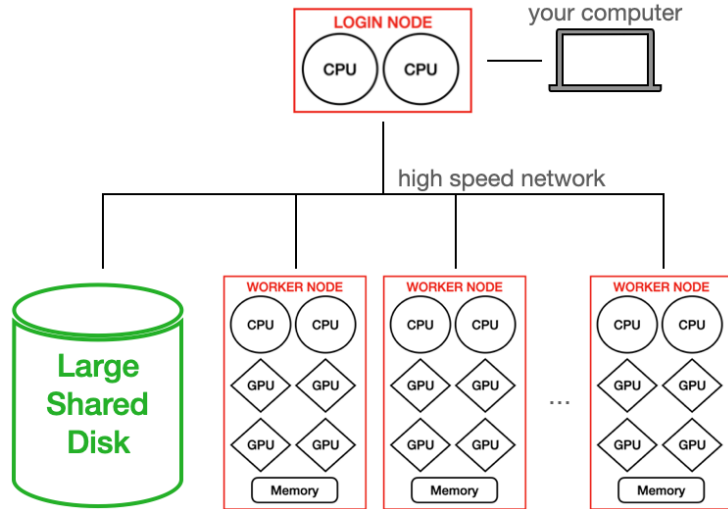 your computer
LOGIN NODE
CPU CPU
high speed network
Large
Shared
Disk
WORKER NODE
CPU CPU
GPU GPU
GPU GPU
Memory
WORKER NODE
CPU CPU
GPU GPU
GPU GPU
Memory
...
WORKER NODE
CPU CPU
GPU GPU
GPU GPU
Memory